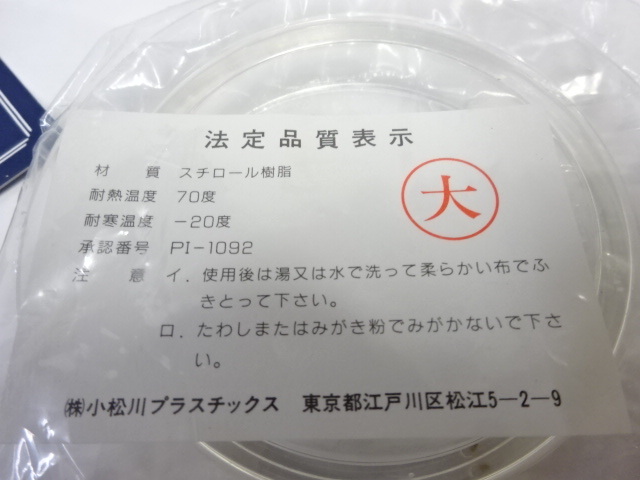 法定品質表示
材質 スチロール樹脂
耐熱温度 70度
耐寒温度 -20度
承認番号 PI-1092
大
注意 イ. 使用後は湯又は水で洗って柔らかい布でふ
きとって下さい。
ロ. たわしまたはみがき粉でみがかないで下さ
い。
㈱小松川プラスチックス 東京都江戸川区松江5-2-9